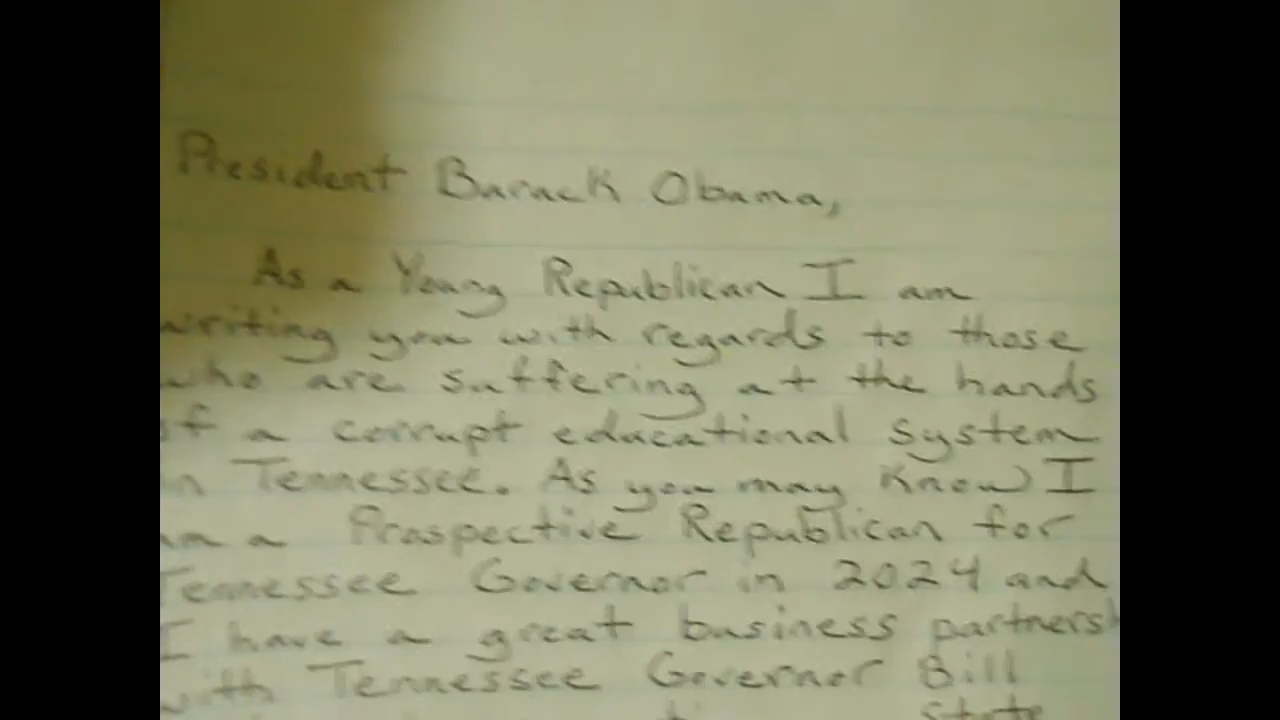 President Barack Obama,
As a Young Republican I am
writing you with regards to those
who are suffering at the hands
of a corrupt educational system
in Tennessee. As you may know I
am a Prospective Republican for
Tennessee Governor in 2024 and
I have a great business partnersh
with Tennessee Governor Bill
State